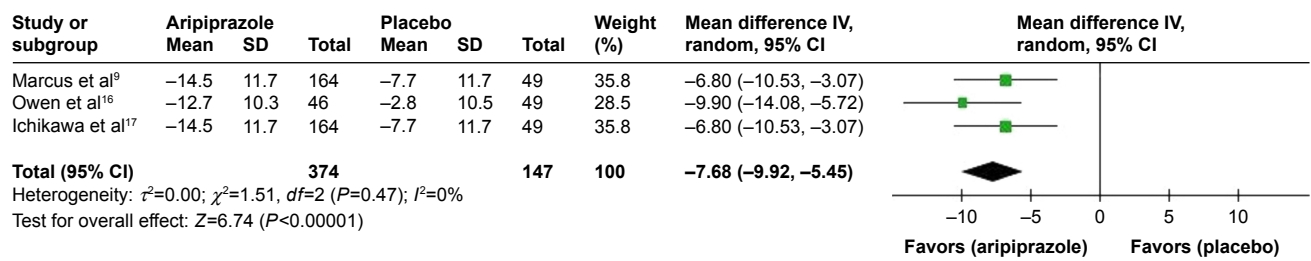 Study or Aripiprazole Placebo Weight Mean difference IV, Mean difference IV,
subgroup Mean SD Total Mean SD Total (%) random, 95% CI random, 95% CI
Marcus et al⁹ –14.5 11.7 164 –7.7 11.7 49 35.8 –6.80 (–10.53, –3.07)
Owen et al¹⁶ –12.7 10.3 46 –2.8 10.5 49 28.5 –9.90 (–14.08, –5.72)
Ichikawa et al¹⁷ –14.5 11.7 164 –7.7 11.7 49 35.8 –6.80 (–10.53, –3.07)
Total (95% CI) 374 147 100 –7.68 (–9.92, –5.45)
Heterogeneity: τ²=0.00; χ²=1.51, df=2 (P=0.47); I²=0%
Test for overall effect: Z=6.74 (P<0.00001)
–10 –5 0 5 10
Favors (aripiprazole) Favors (placebo)